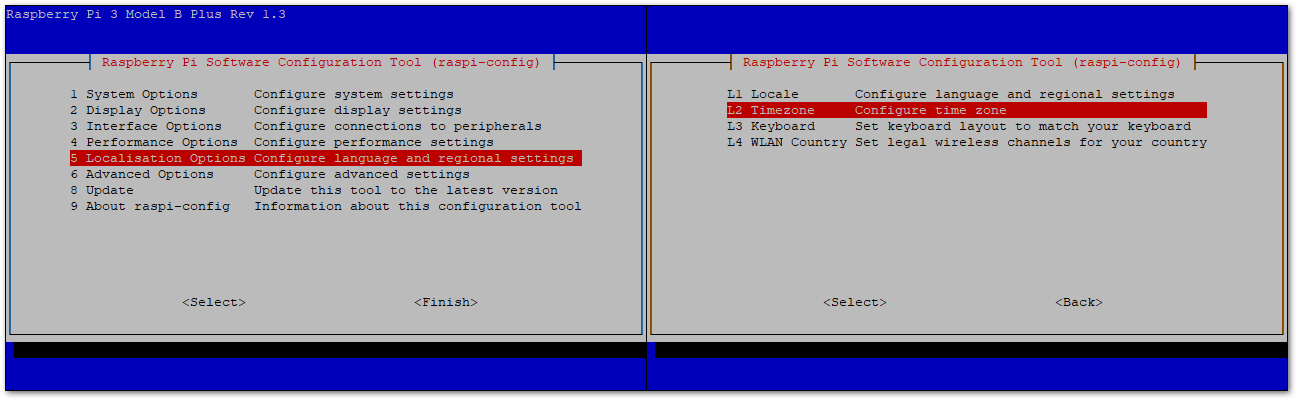 Raspberry Pi 3 Model B Plus Rev 1.3
Raspberry Pi Software Configuration Tool (raspi-config)
1 System Options Configure system settings
2 Display Options Configure display settings
3 Interface Options Configure connections to peripherals
4 Performance Options Configure performance settings
5 Localisation Options Configure language and regional settings
6 Advanced Options Configure advanced settings
8 Update Update this tool to the latest version
9 About raspi-config Information about this configuration tool
<Select> <Finish>
Raspberry Pi Software Configuration Tool (raspi-config)
L1 Locale Configure language and regional settings
L2 Timezone Configure time zone
L3 Keyboard Set keyboard layout to match your keyboard
L4 WLAN Country Set legal wireless channels for your country
<Select> <Back>